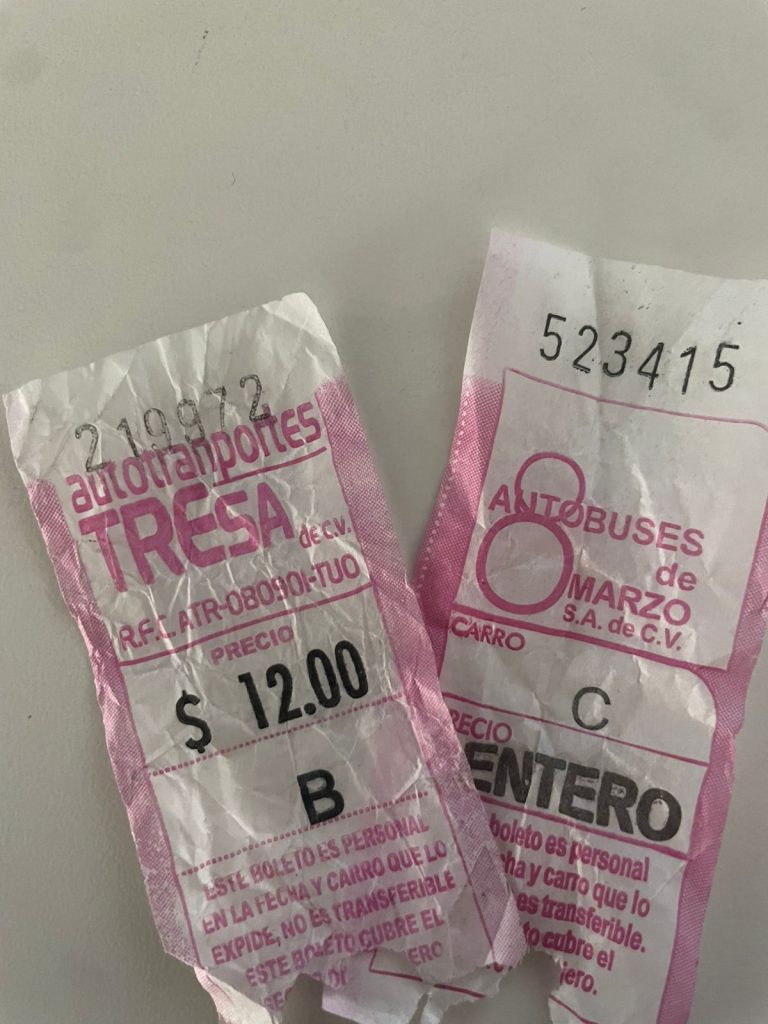 219972
autotranportes
TRESA de C.V.
R.F.C. ATR-080901-TU0
PRECIO
$ 12.00
B
ESTE BOLETO ES PERSONAL
EN LA FECHA Y CARRO QUE LO
EXPIDE, NO ES TRANSFERIBLE
ESTE BOLETO CUBRE EL
ERO
523415
8
AUTOBUSES
de
MARZO
S.A. de C.V.
CARRO
C
RECIO
ENTERO
boleto es personal
cha y carro que lo
es transferible.
to cubre el
jero.